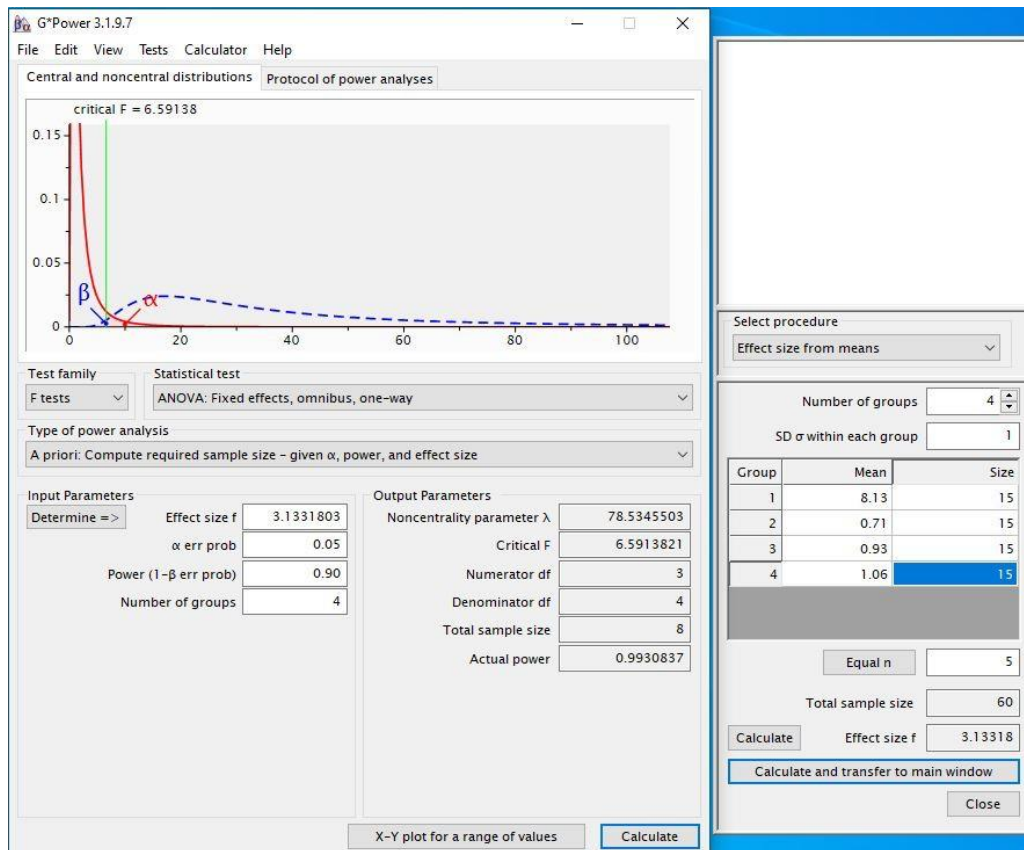 G*Power 3.1.9.7
File Edit View Tests Calculator Help
Central and noncentral distributions Protocol of power analyses
critical F = 6.59138
0.15
0.1
0.05
β α
0
0 20 40 60 80 100
Test family Statistical test
F tests ANOVA: Fixed effects, omnibus, one-way
Type of power analysis
A priori: Compute required sample size - given α, power, and effect size
Input Parameters
Determine => Effect size f 3.1331803
α err prob 0.05
Power (1-β err prob) 0.90
Number of groups 4
Output Parameters
Noncentrality parameter λ 78.5345503
Critical F 6.5913821
Numerator df 3
Denominator df 4
Total sample size 8
Actual power 0.9930837
X-Y plot for a range of values Calculate
Select procedure
Effect size from means
Number of groups 4
SD σ within each group 1
Group Mean Size
1 8.13 15
2 0.71 15
3 0.93 15
4 1.06 15
Equal n 5
Total sample size 60
Calculate Effect size f 3.13318
Calculate and transfer to main window
Close